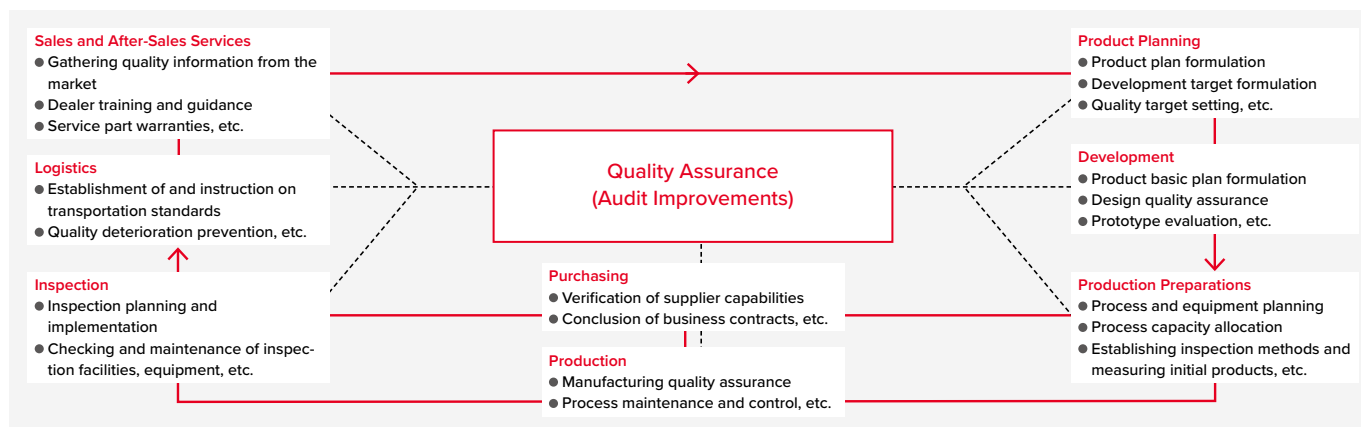 Sales and After-Sales Services
● Gathering quality information from the
market
● Dealer training and guidance
● Service part warranties, etc.
Logistics
● Establishment of and instruction on
transportation standards
● Quality deterioration prevention, etc.
Inspection
● Inspection planning and
implementation
● Checking and maintenance of inspec-
tion facilities, equipment, etc.
Quality Assurance
(Audit Improvements)
Purchasing
● Verification of supplier capabilities
● Conclusion of business contracts, etc.
Production
● Manufacturing quality assurance
● Process maintenance and control, etc.
Product Planning
● Product plan formulation
● Development target formulation
● Quality target setting, etc.
Development
● Product basic plan formulation
● Design quality assurance
● Prototype evaluation, etc.
Production Preparations
● Process and equipment planning
● Process capacity allocation
● Establishing inspection methods and
measuring initial products, etc.